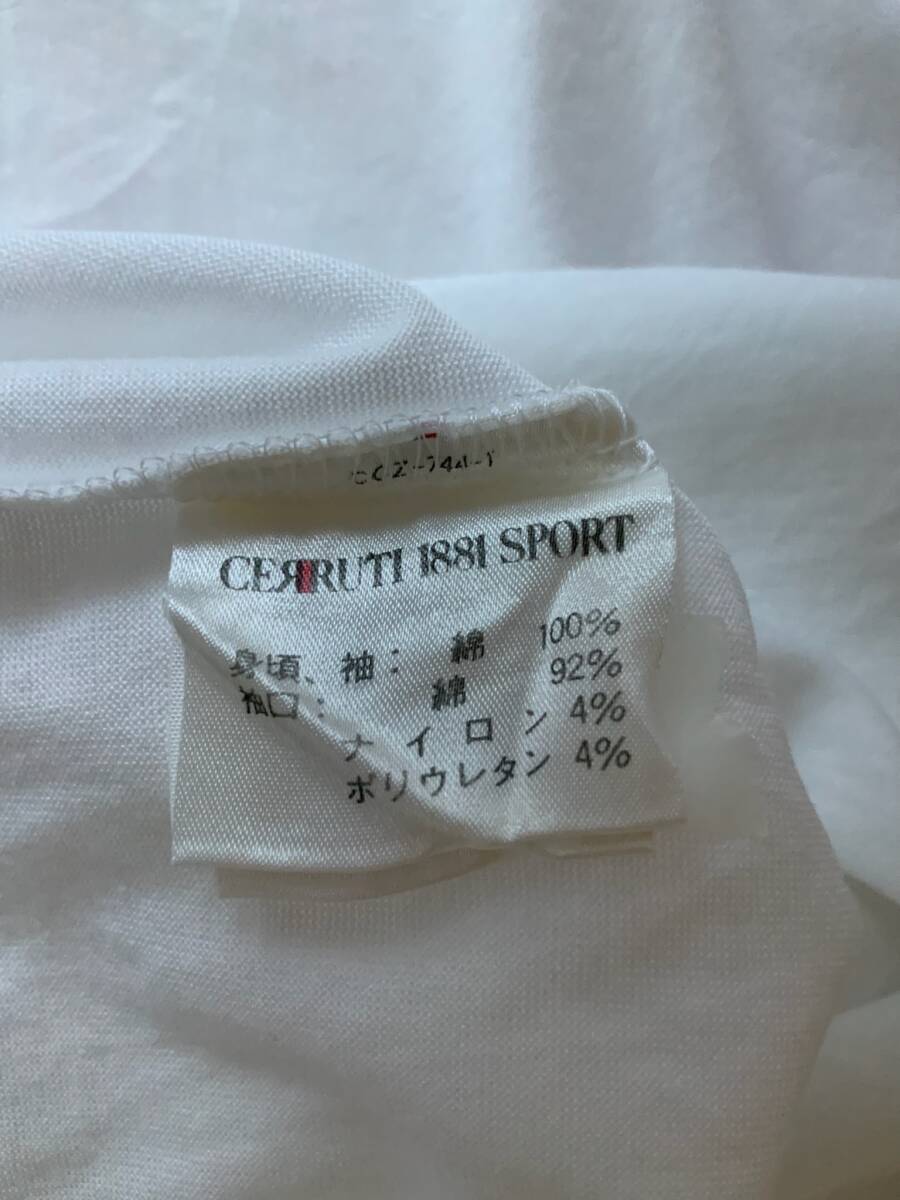 CERRUTI 1881 SPORT
身頃、袖: 綿 100%
袖口: 綿 92%
ナイロン 4%
ポリウレタン 4%